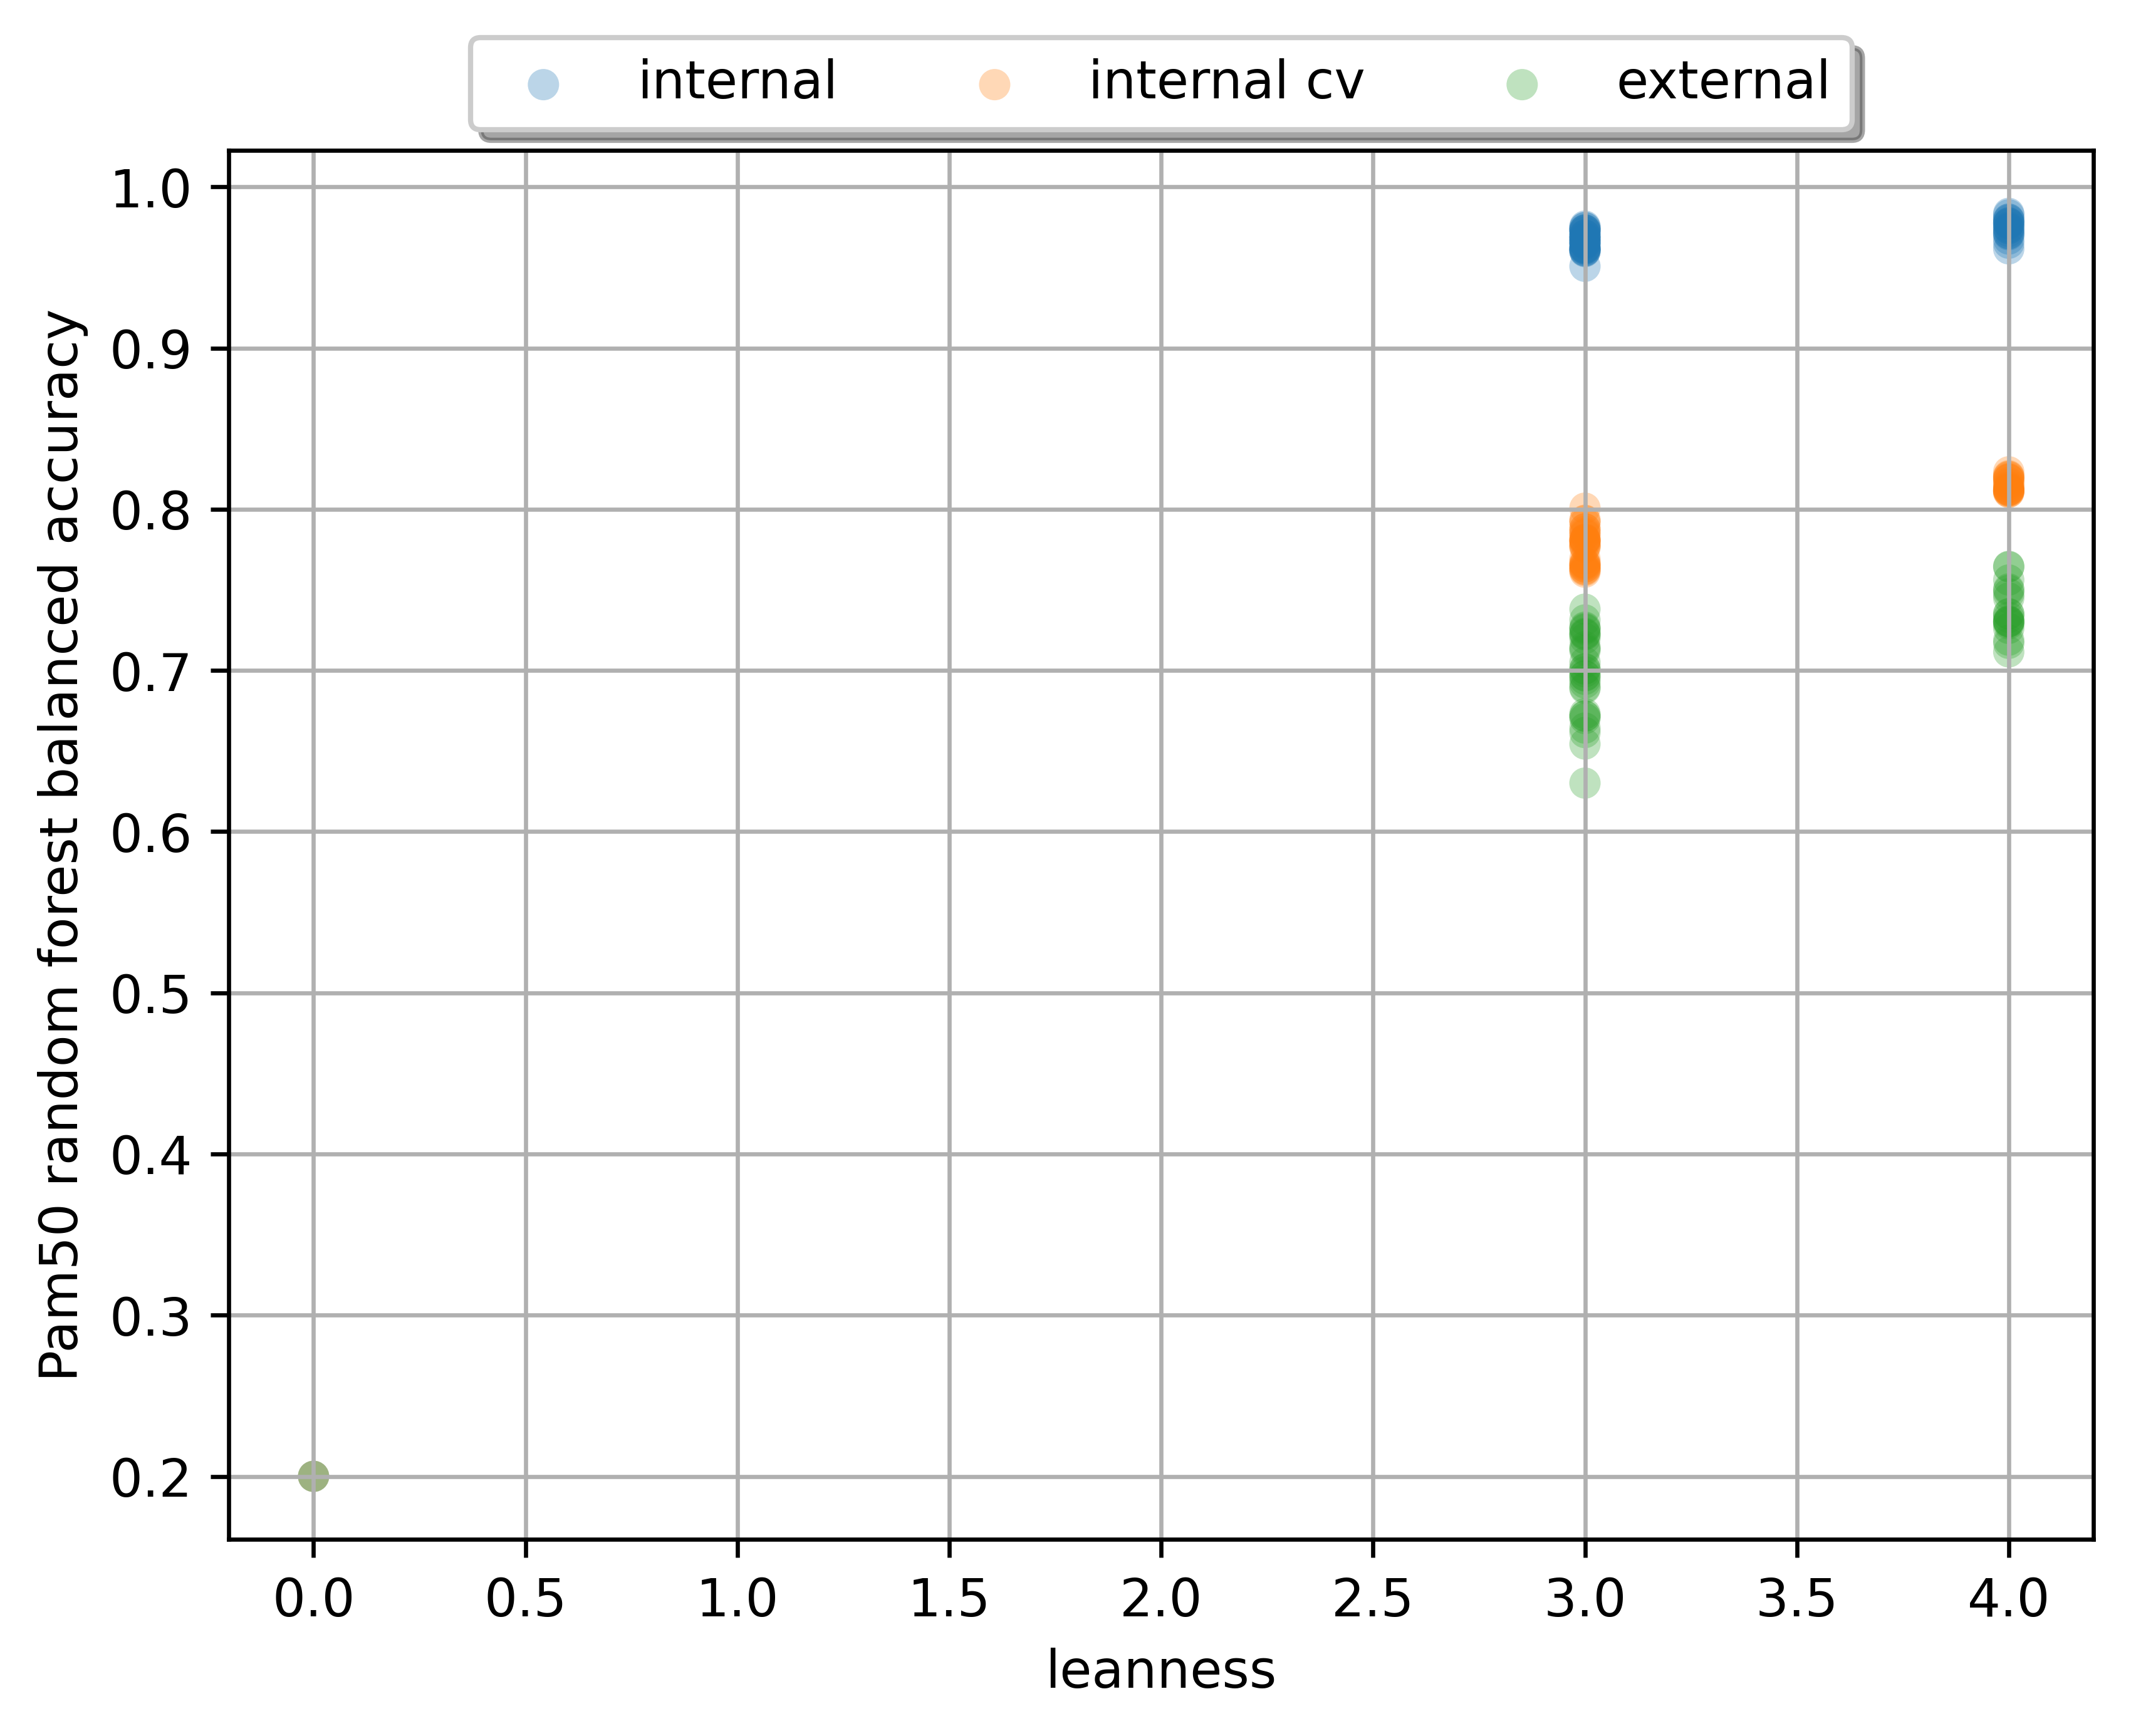 internal internal cv external
1.0
0.9
0.8
0.7
0.6
0.5
0.4
0.3
0.2
Pam50 random forest balanced accuracy
0.0 0.5 1.0 1.5 2.0 2.5 3.0 3.5 4.0
leanness